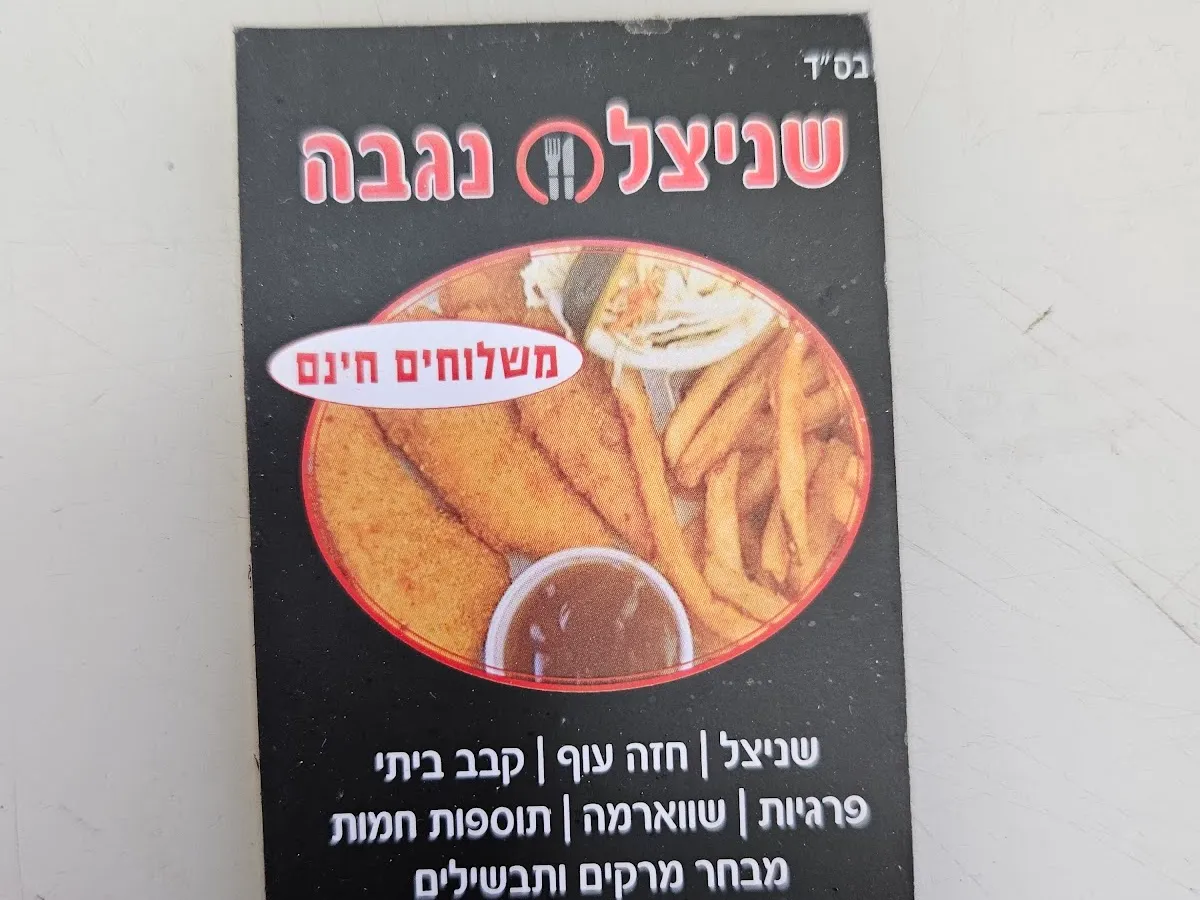 בס"ד
שניצל נגבה
משלוחים חינם
שניצל | חזה עוף | קבב ביתי
פרגיות | שווארמה | תוספות חמות
מבחר מרקים ותבשילים